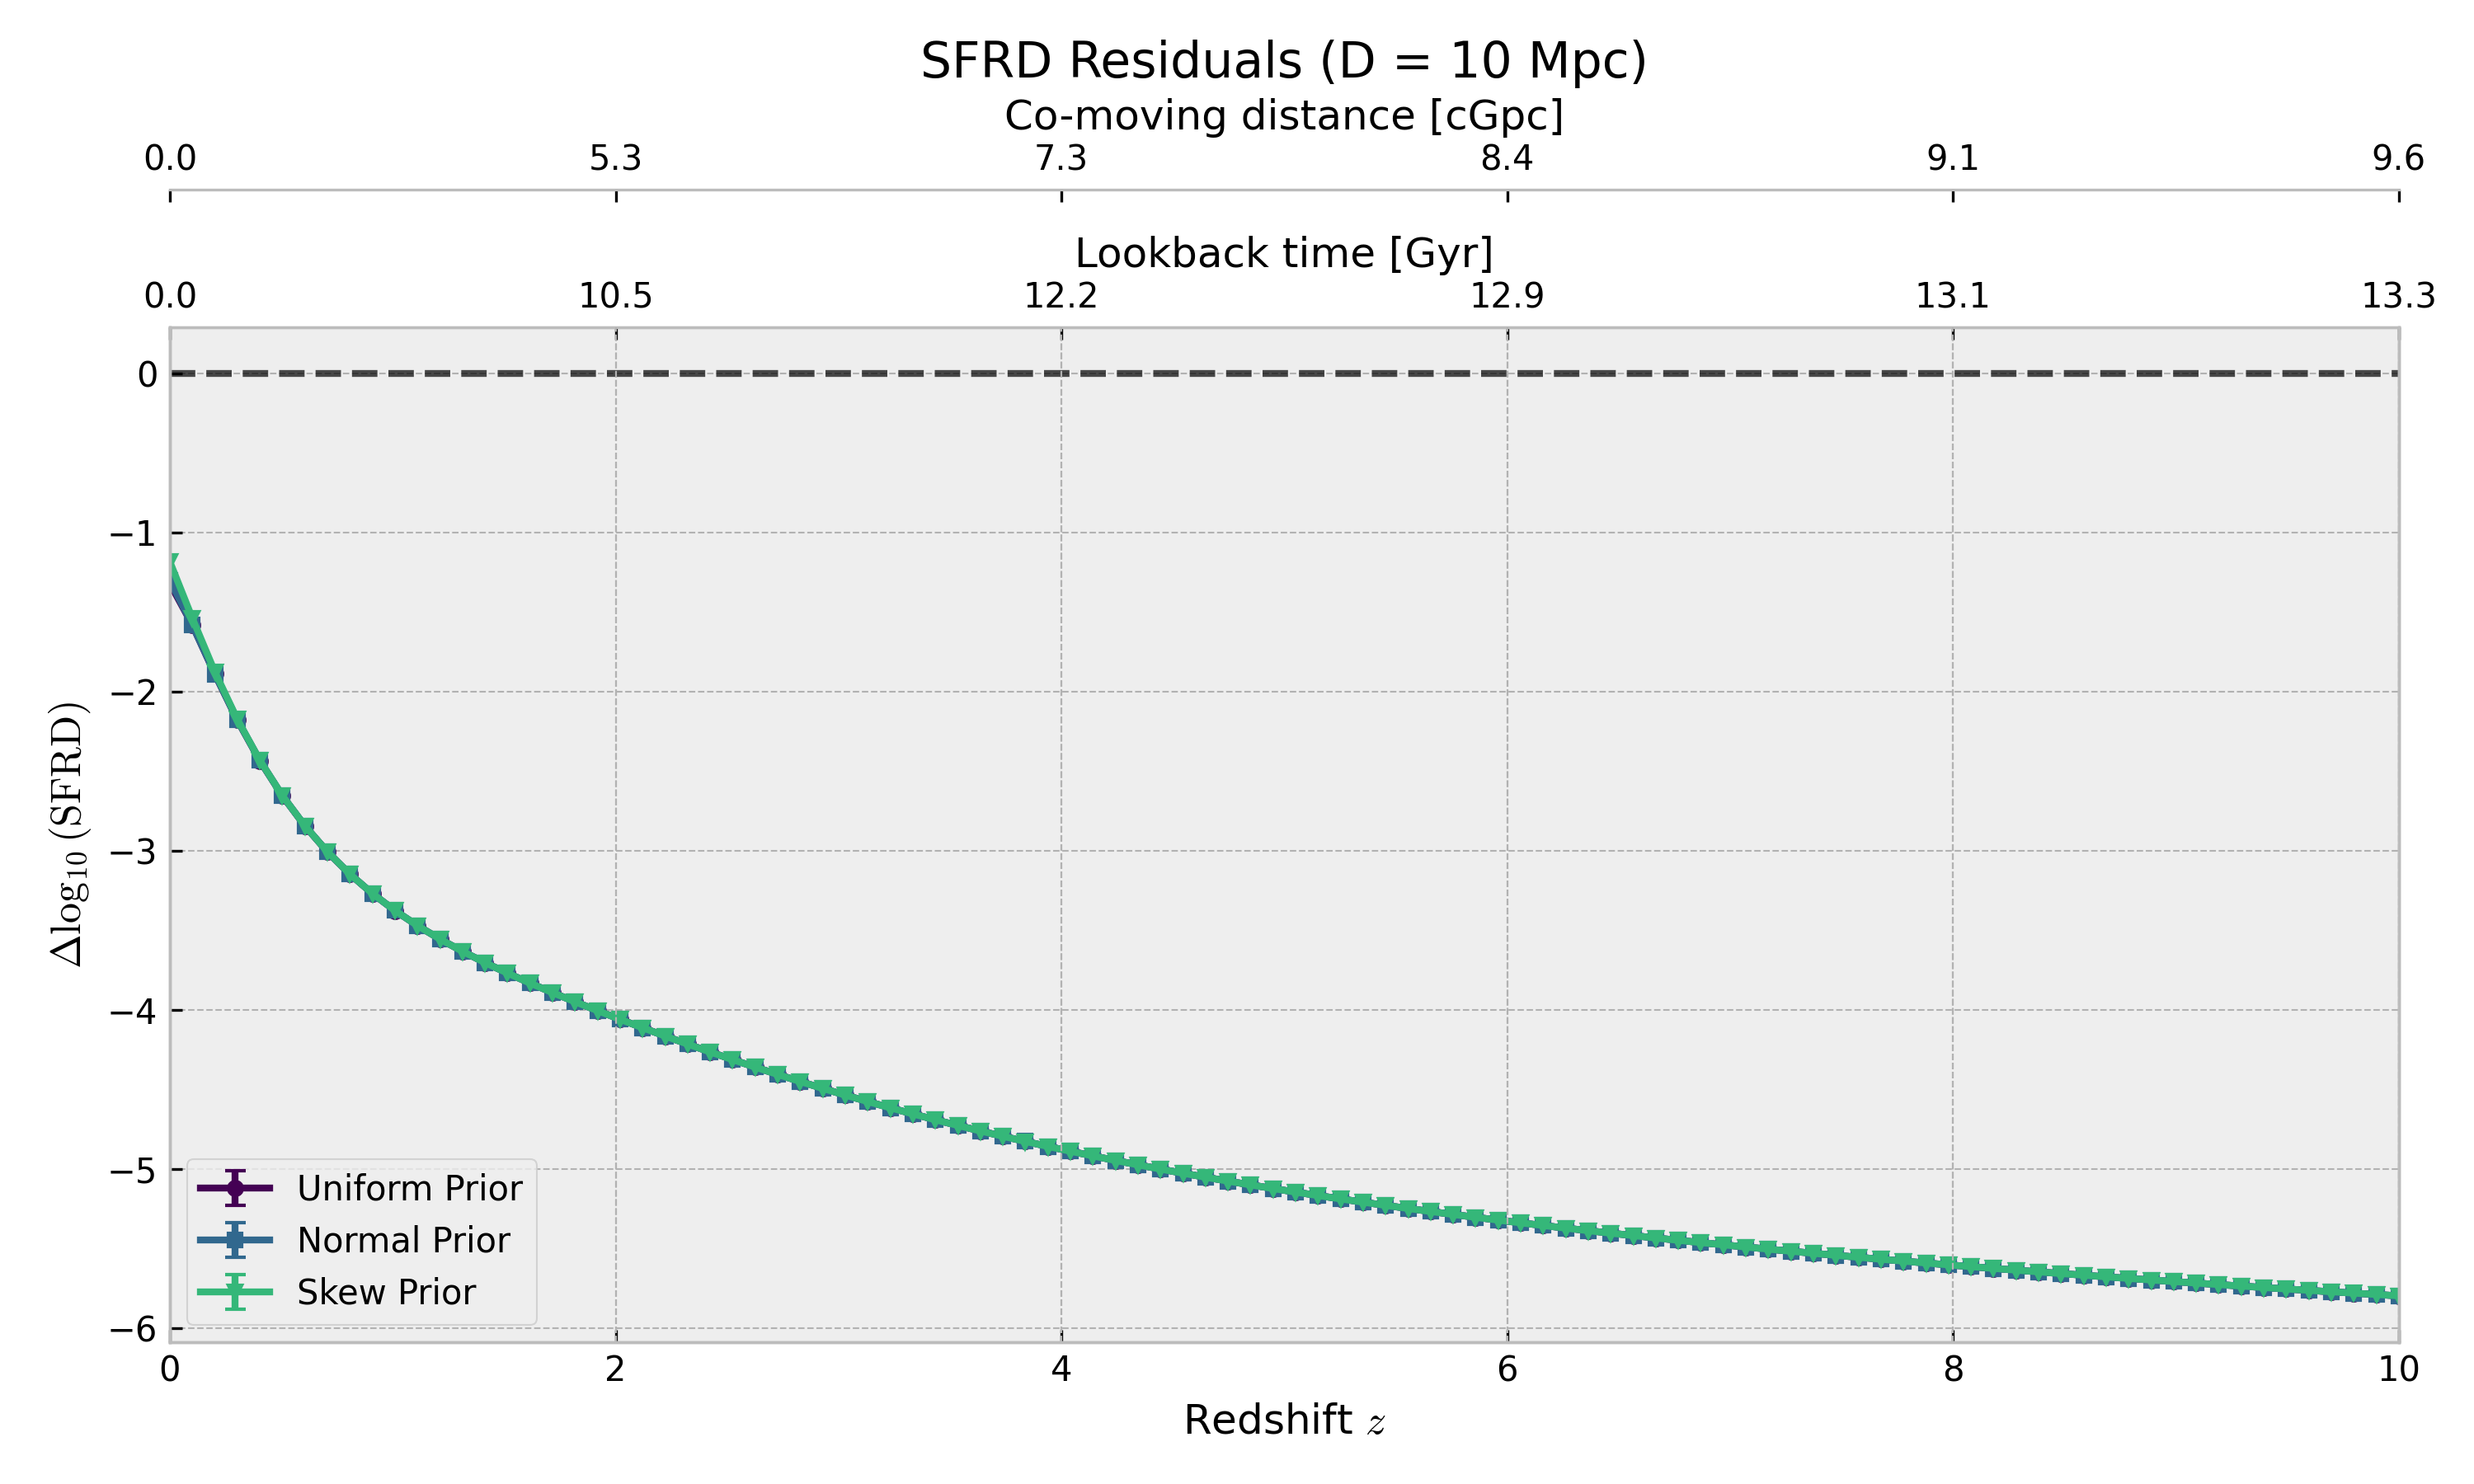 SFRD Residuals (D = 10 Mpc)
Co-moving distance [cGpc]
0.0 5.3 7.3 8.4 9.1 9.6
Lookback time [Gyr]
0.0 10.5 12.2 12.9 13.1 13.3
0
−1
−2
−3
−4
−5
−6
Δlog₁₀(SFRD)
Uniform Prior
Normal Prior
Skew Prior
0 2 4 6 8 10
Redshift z